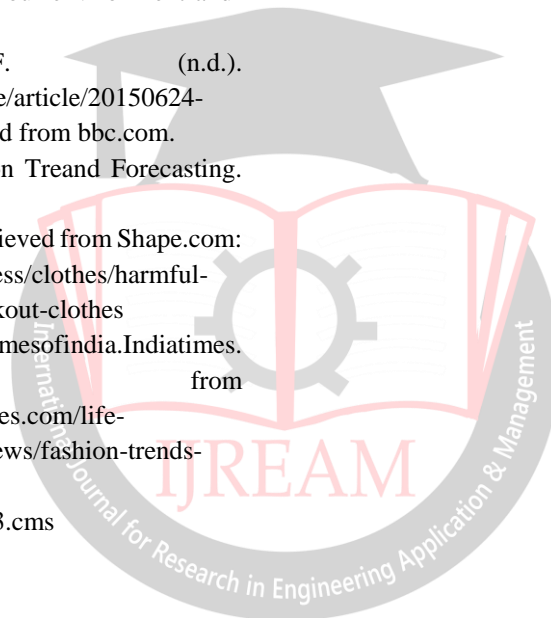 F. (n.d.).
e/article/20150624-
d from bbc.com.
on Treand Forecasting.
ieved from Shape.com:
ess/clothes/harmful-
kout-clothes
mesofindia.Indiatimes.
from
es.com/life-
ews/fashion-trends-
3.cms
International Journal for Research in Engineering Application & Management
IJREAM